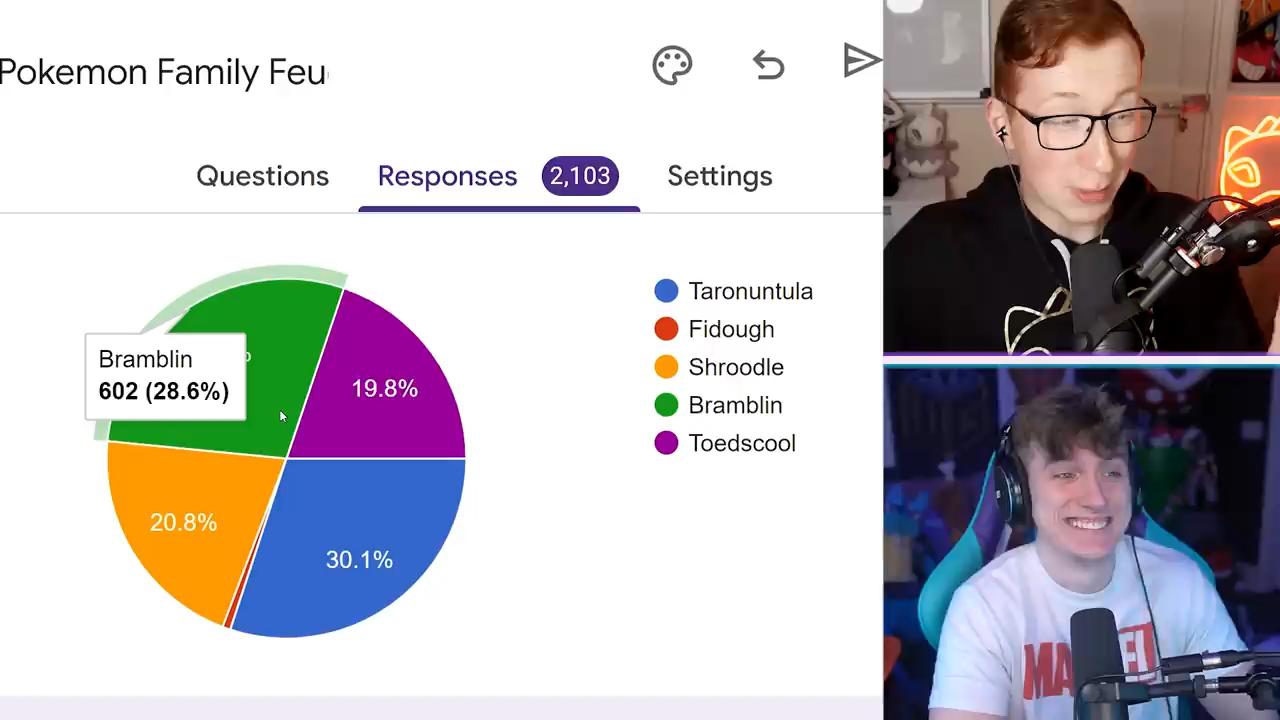 Pokemon Family Feu
Questions
Responses
2,103
Settings
Taronuntula
Fidough
Shroodle
Bramblin
Toedscool
Bramblin
602 (28.6%)
19.8%
20.8%
30.1%